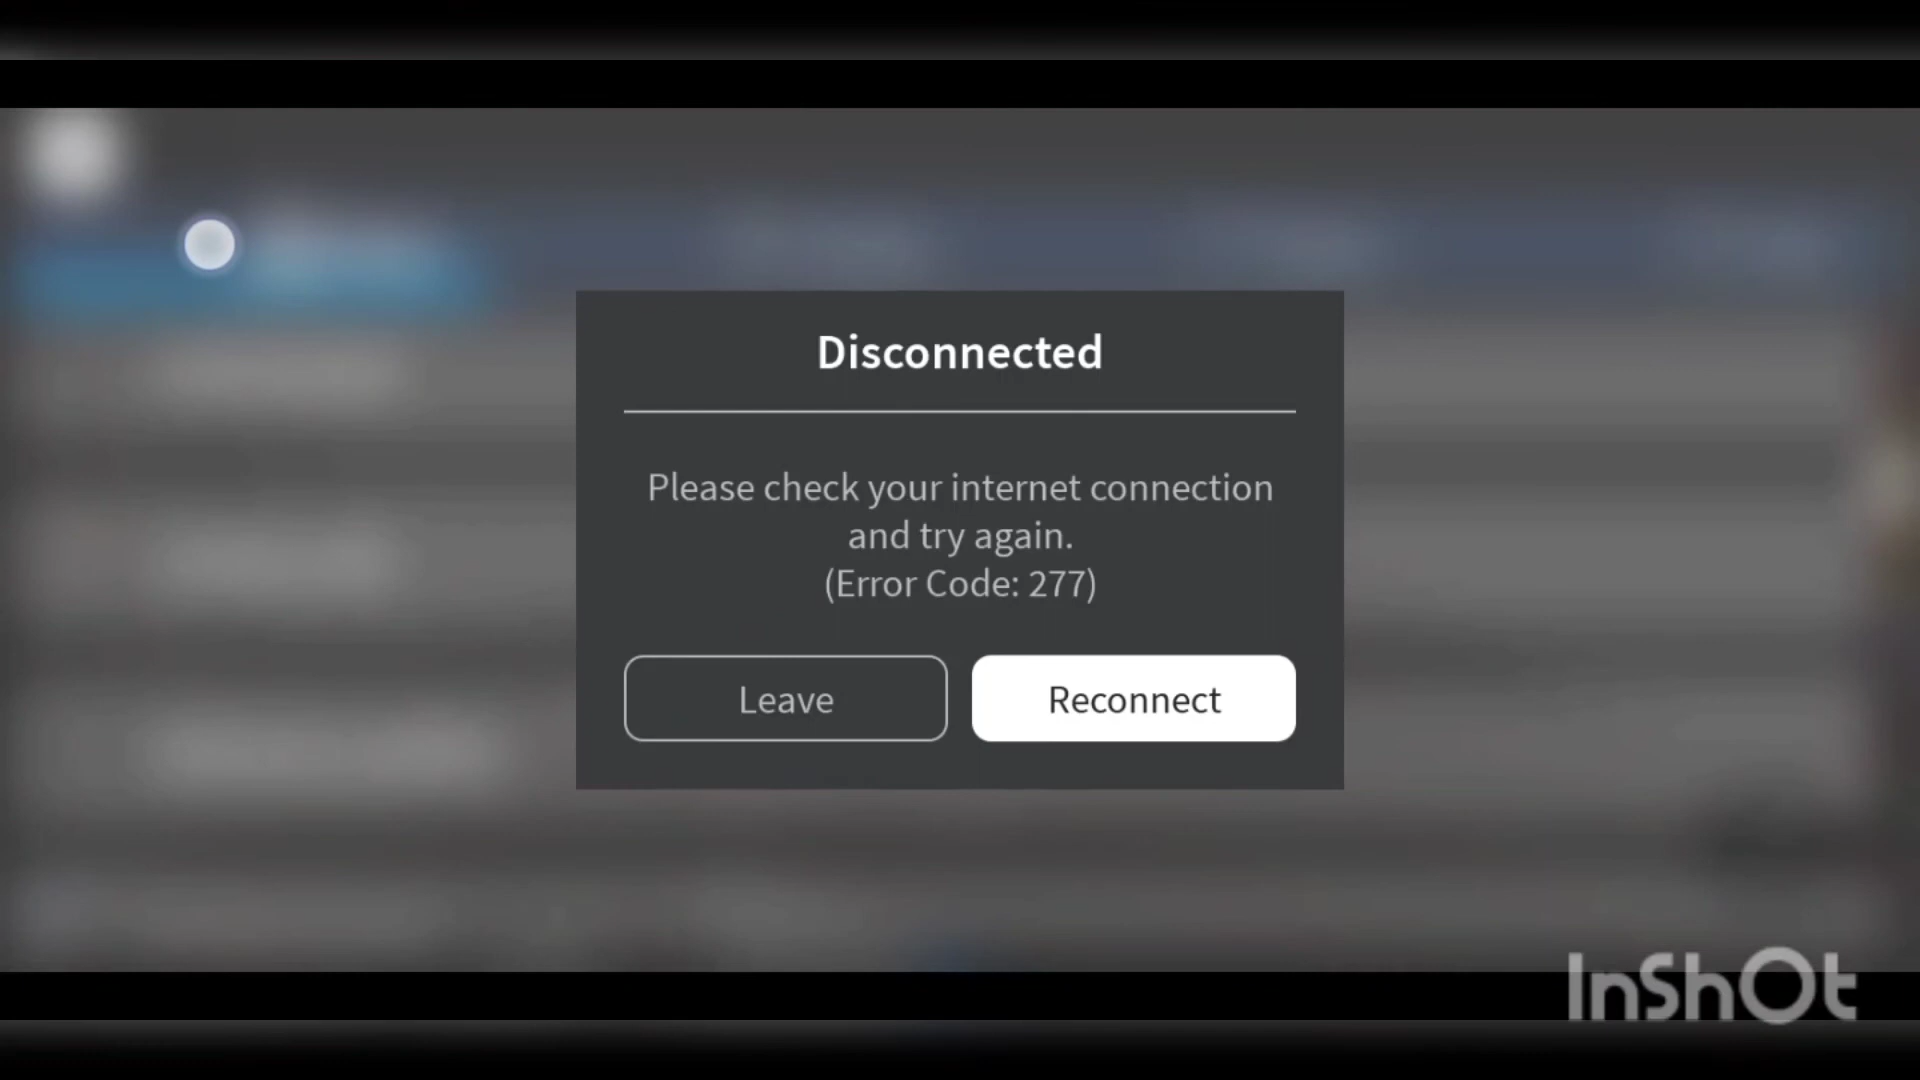 Disconnected
Please check your internet connection
and try again.
(Error Code: 277)
Leave
Reconnect
InShOt